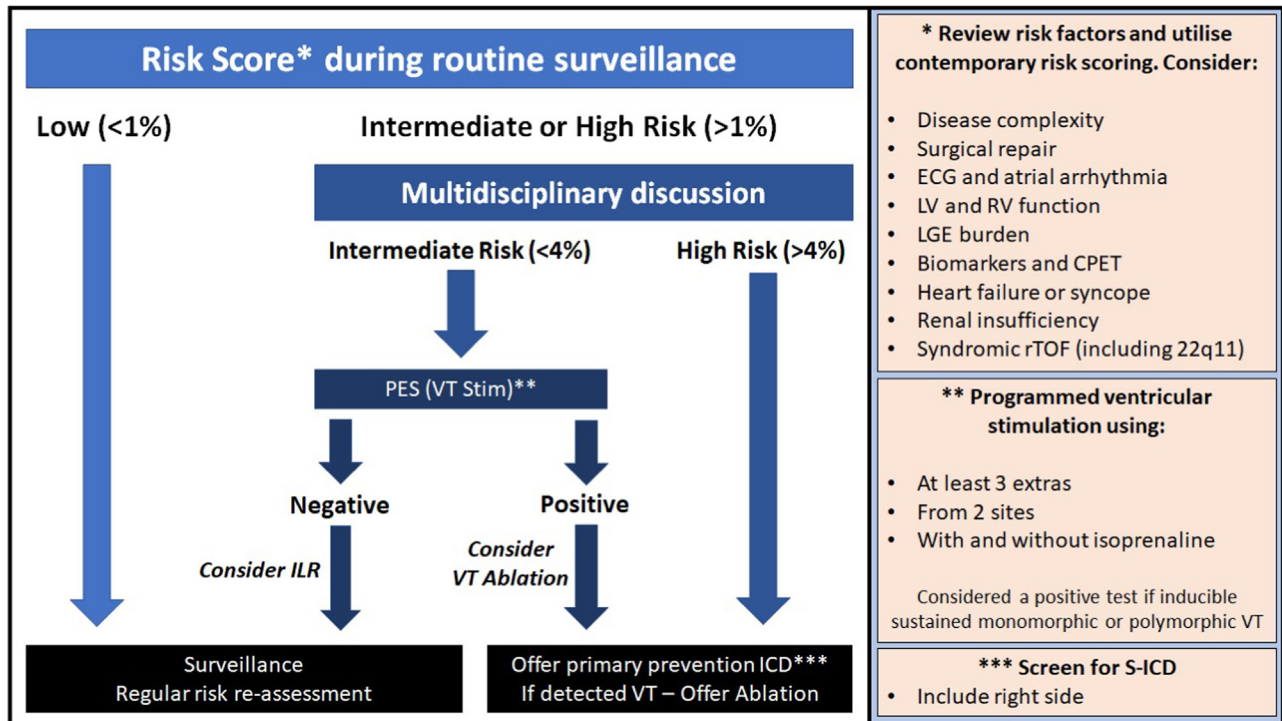 Risk Score* during routine surveillance
Low (<1%)
Intermediate or High Risk (>1%)
Multidisciplinary discussion
Intermediate Risk (<4%)
High Risk (>4%)
PES (VT Stim)**
Negative
Positive
Consider ILR
Consider
VT Ablation
Surveillance
Regular risk re-assessment
Offer primary prevention ICD***
If detected VT – Offer Ablation
* Review risk factors and utilise
contemporary risk scoring. Consider:
• Disease complexity
• Surgical repair
• ECG and atrial arrhythmia
• LV and RV function
• LGE burden
• Biomarkers and CPET
• Heart failure or syncope
• Renal insufficiency
• Syndromic rTOF (including 22q11)
** Programmed ventricular
stimulation using:
• At least 3 extras
• From 2 sites
• With and without isoprenaline
Considered a positive test if inducible
sustained monomorphic or polymorphic VT
*** Screen for S-ICD
• Include right side